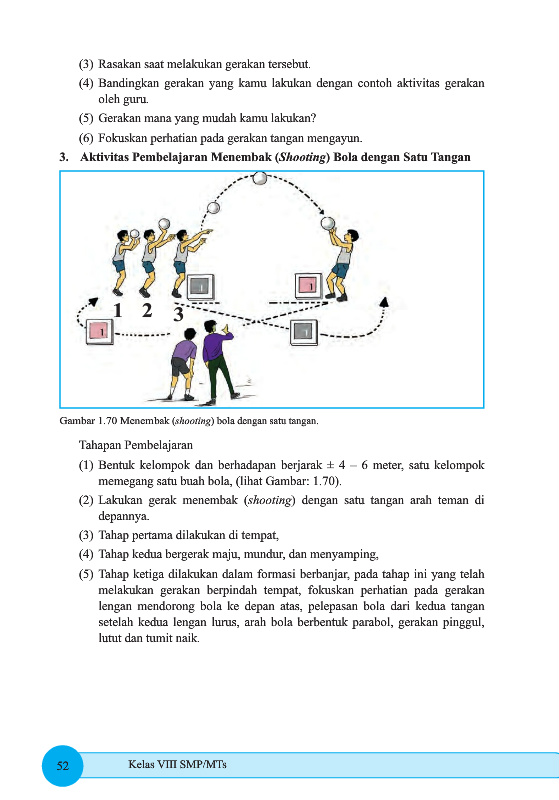 (3) Rasakan saat melakukan gerakan tersebut.
(4) Bandingkan gerakan yang kamu lakukan dengan contoh aktivitas gerakan
oleh guru.
(5) Gerakan mana yang mudah kamu lakukan?
(6) Fokuskan perhatian pada gerakan tangan mengayun.
3. Aktivitas Pembelajaran Menembak (Shooting) Bola dengan Satu Tangan
1
1
1 2 3
1
1
Gambar 1.70 Menembak (shooting) bola dengan satu tangan.
Tahapan Pembelajaran
(1) Bentuk kelompok dan berhadapan berjarak ± 4 – 6 meter, satu kelompok
memegang satu buah bola, (lihat Gambar: 1.70).
(2) Lakukan gerak menembak (shooting) dengan satu tangan arah teman di
depannya.
(3) Tahap pertama dilakukan di tempat,
(4) Tahap kedua bergerak maju, mundur, dan menyamping,
(5) Tahap ketiga dilakukan dalam formasi berbanjar, pada tahap ini yang telah
melakukan gerakan berpindah tempat, fokuskan perhatian pada gerakan
lengan mendorong bola ke depan atas, pelepasan bola dari kedua tangan
setelah kedua lengan lurus, arah bola berbentuk parabol, gerakan pinggul,
lutut dan tumit naik.
52
Kelas VIII SMP/MTs